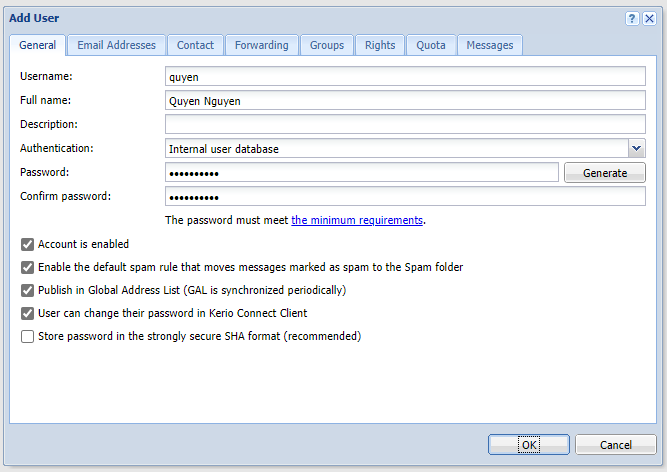 Add User
General Email Addresses Contact Forwarding Groups Rights Quota Messages
Username: quyen
Full name: Quyen Nguyen
Description:
Authentication: Internal user database
Password: •••••••••• Generate
Confirm password: ••••••••••
The password must meet the minimum requirements.
Account is enabled
Enable the default spam rule that moves messages marked as spam to the Spam folder
Publish in Global Address List (GAL is synchronized periodically)
User can change their password in Kerio Connect Client
Store password in the strongly secure SHA format (recommended)
OK Cancel